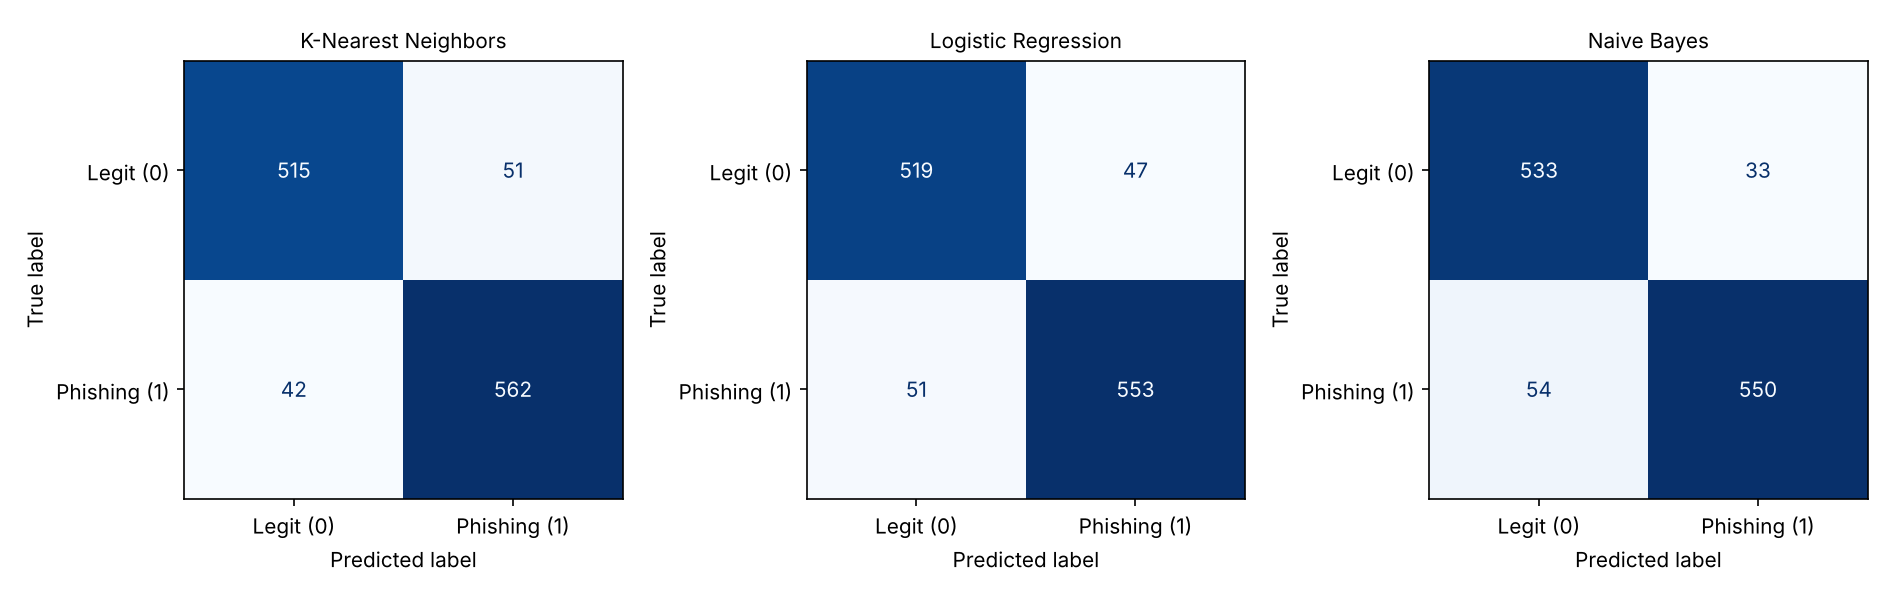 K-Nearest Neighbors
True label
Legit (0)
515
51
Phishing (1)
42
562
Legit (0)
Phishing (1)
Predicted label
Logistic Regression
True label
Legit (0)
519
47
Phishing (1)
51
553
Legit (0)
Phishing (1)
Predicted label
Naive Bayes
True label
Legit (0)
533
33
Phishing (1)
54
550
Legit (0)
Phishing (1)
Predicted label